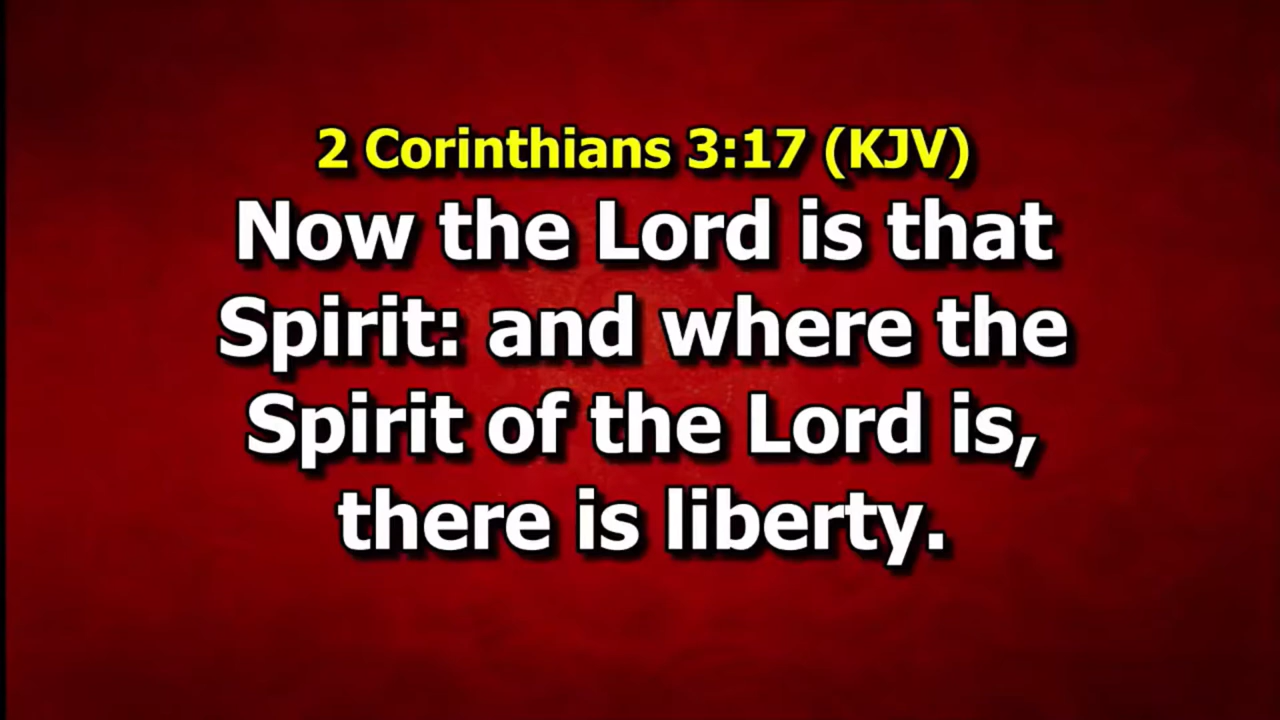 2 Corinthians 3:17 (KJV)
Now the Lord is that
Spirit: and where the
Spirit of the Lord is,
there is liberty.